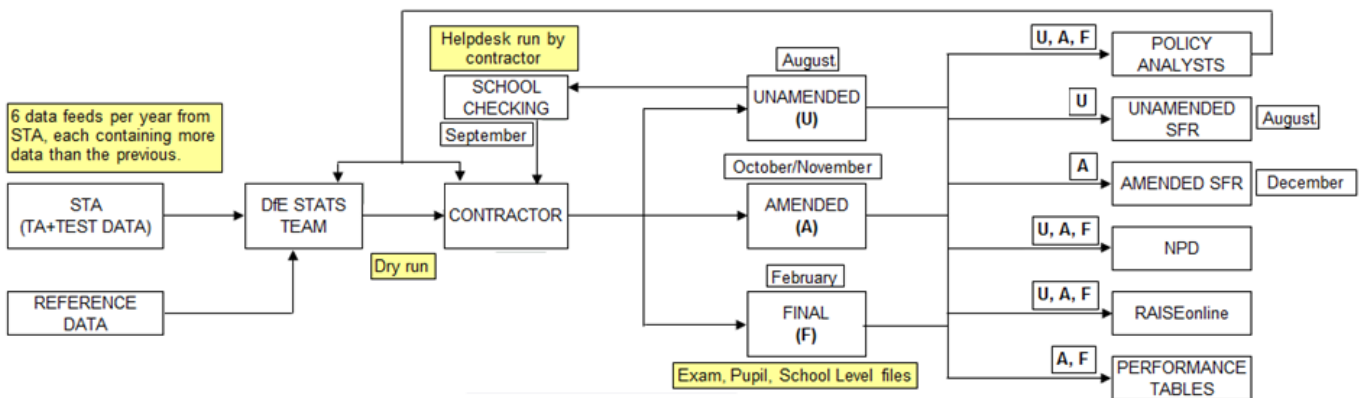 6 data feeds per year from
STA, each containing more
data than the previous.
STA
(TA+TEST DATA)
REFERENCE
DATA
DfE STATS
TEAM
Dry run
Helpdesk run by
contractor
SCHOOL
CHECKING
September
CONTRACTOR
August
UNAMENDED
(U)
October/November
AMENDED
(A)
February
FINAL
(F)
Exam, Pupil, School Level files
U, A, F
POLICY
ANALYSTS
U
UNAMENDED
SFR
August
A
AMENDED SFR
December
U, A, F
NPD
U, A, F
RAISEonline
A, F
PERFORMANCE
TABLES